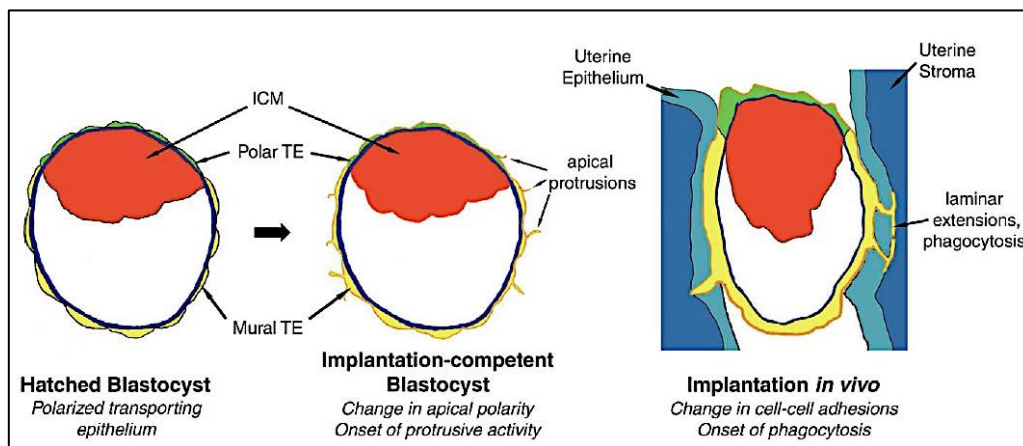 Uterine
Epithelium
Uterine
Stroma
ICM
Polar TE
apical
protrusions
laminar
extensions,
phagocytosis
Mural TE
Hatched Blastocyst
Polarized transporting
epithelium
Implantation-competent
Blastocyst
Change in apical polarity
Onset of protrusive activity
Implantation in vivo
Change in cell-cell adhesions
Onset of phagocytosis